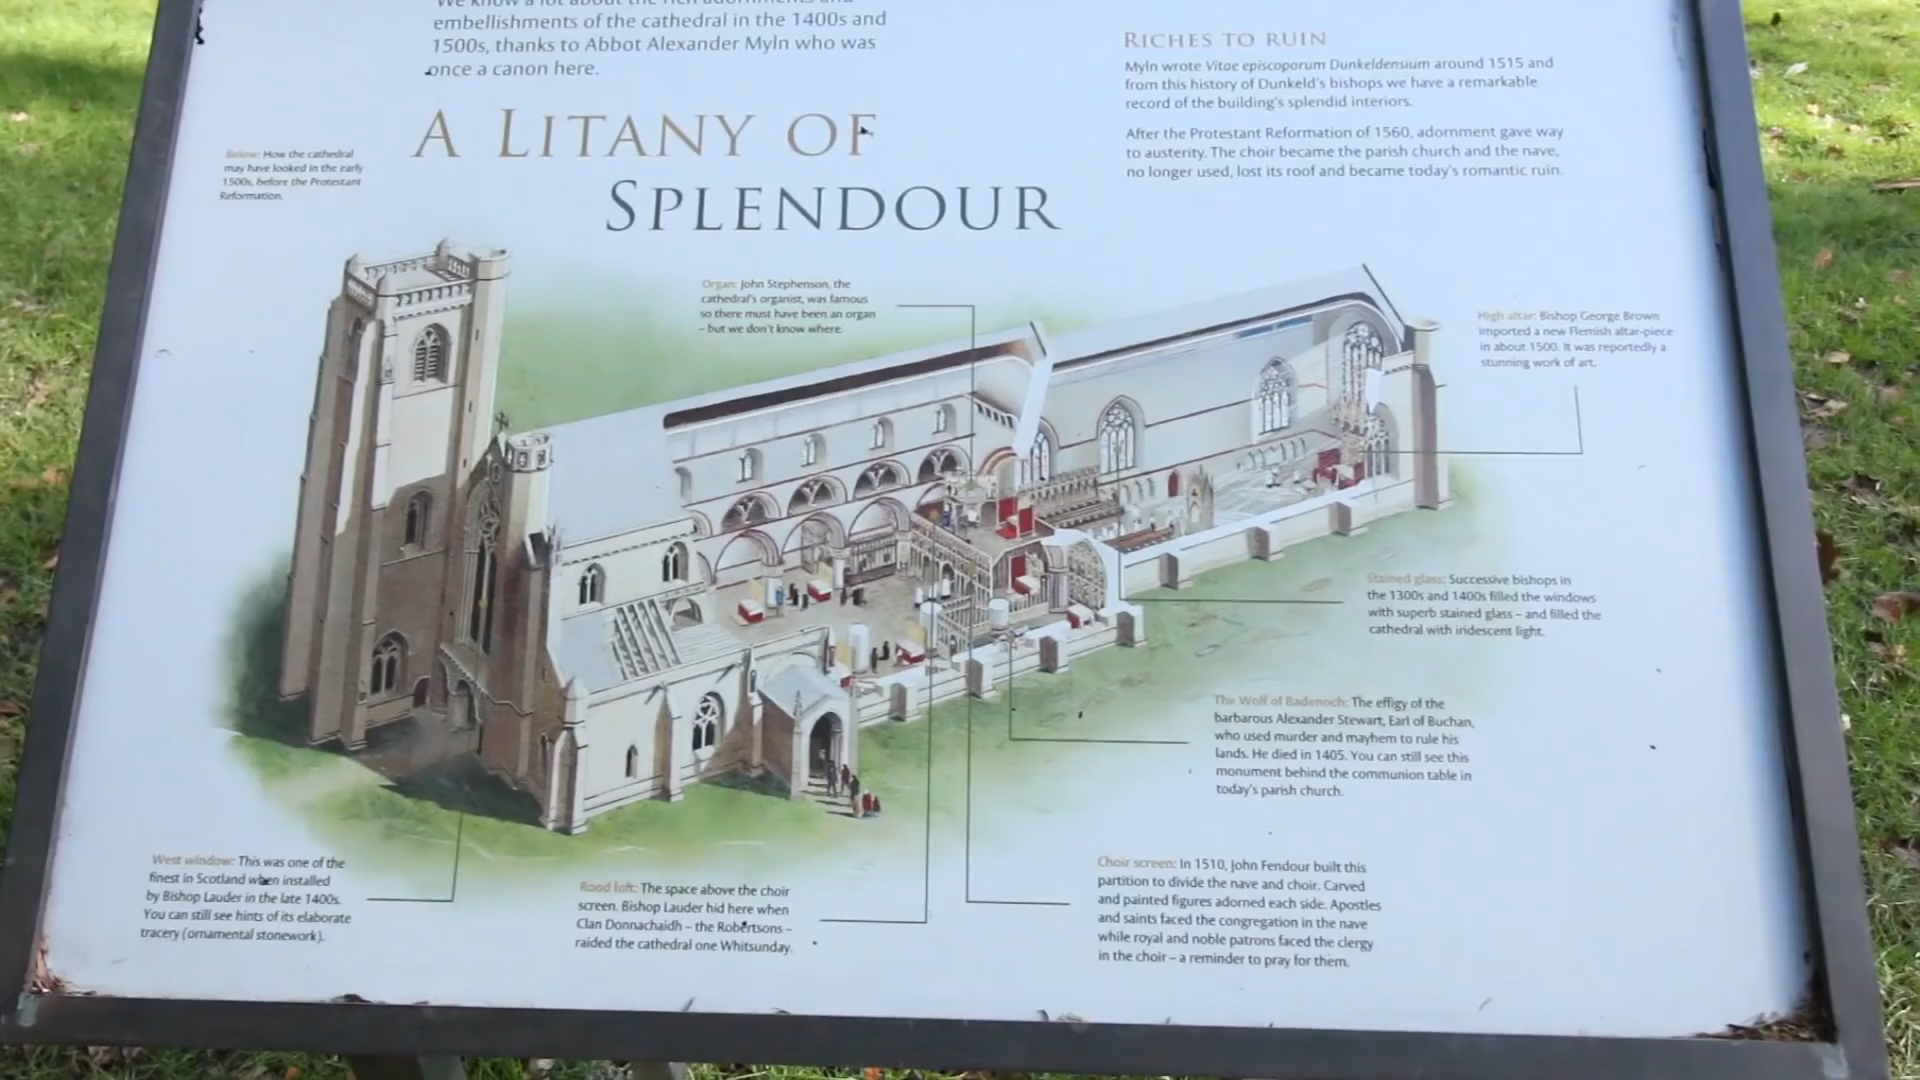 We know a lot about the rich adornments and
embellishments of the cathedral in the 1400s and
1500s, thanks to Abbot Alexander Myln who was
once a canon here.
RICHES TO RUIN
Myln wrote Vitae episcoporum Dunkeldensium around 1515 and
from this history of Dunkeld's bishops we have a remarkable
record of the building's splendid interiors.
After the Protestant Reformation of 1560, adornment gave way
to austerity. The choir became the parish church and the nave,
no longer used, lost its roof and became today's romantic ruin.
A LITANY OF
SPLENDOUR
Below: How the cathedral
may have looked in the early
1500s, before the Protestant
Reformation.
Organ: John Stephenson, the
cathedral's organist, was famous
so there must have been an organ
– but we don't know where.
High altar: Bishop George Brown
imported a new Flemish altar-piece
in about 1500. It was reportedly a
stunning work of art.
Stained glass: Successive bishops in
the 1300s and 1400s filled the windows
with superb stained glass – and filled the
cathedral with iridescent light.
The Wolf of Badenoch: The effigy of the
barbarous Alexander Stewart, Earl of Buchan,
who used murder and mayhem to rule his
lands. He died in 1405. You can still see this
monument behind the communion table in
today's parish church.
West window: This was one of the
finest in Scotland when installed
by Bishop Lauder in the late 1400s.
You can still see hints of its elaborate
tracery (ornamental stonework).
Rood loft: The space above the choir
screen. Bishop Lauder hid here when
Clan Donnachaidh – the Robertsons –
raided the cathedral one Whitsunday.
Choir screen: In 1510, John Fendour built this
partition to divide the nave and choir. Carved
and painted figures adorned each side. Apostles
and saints faced the congregation in the nave
while royal and noble patrons faced the clergy
in the choir – a reminder to pray for them.